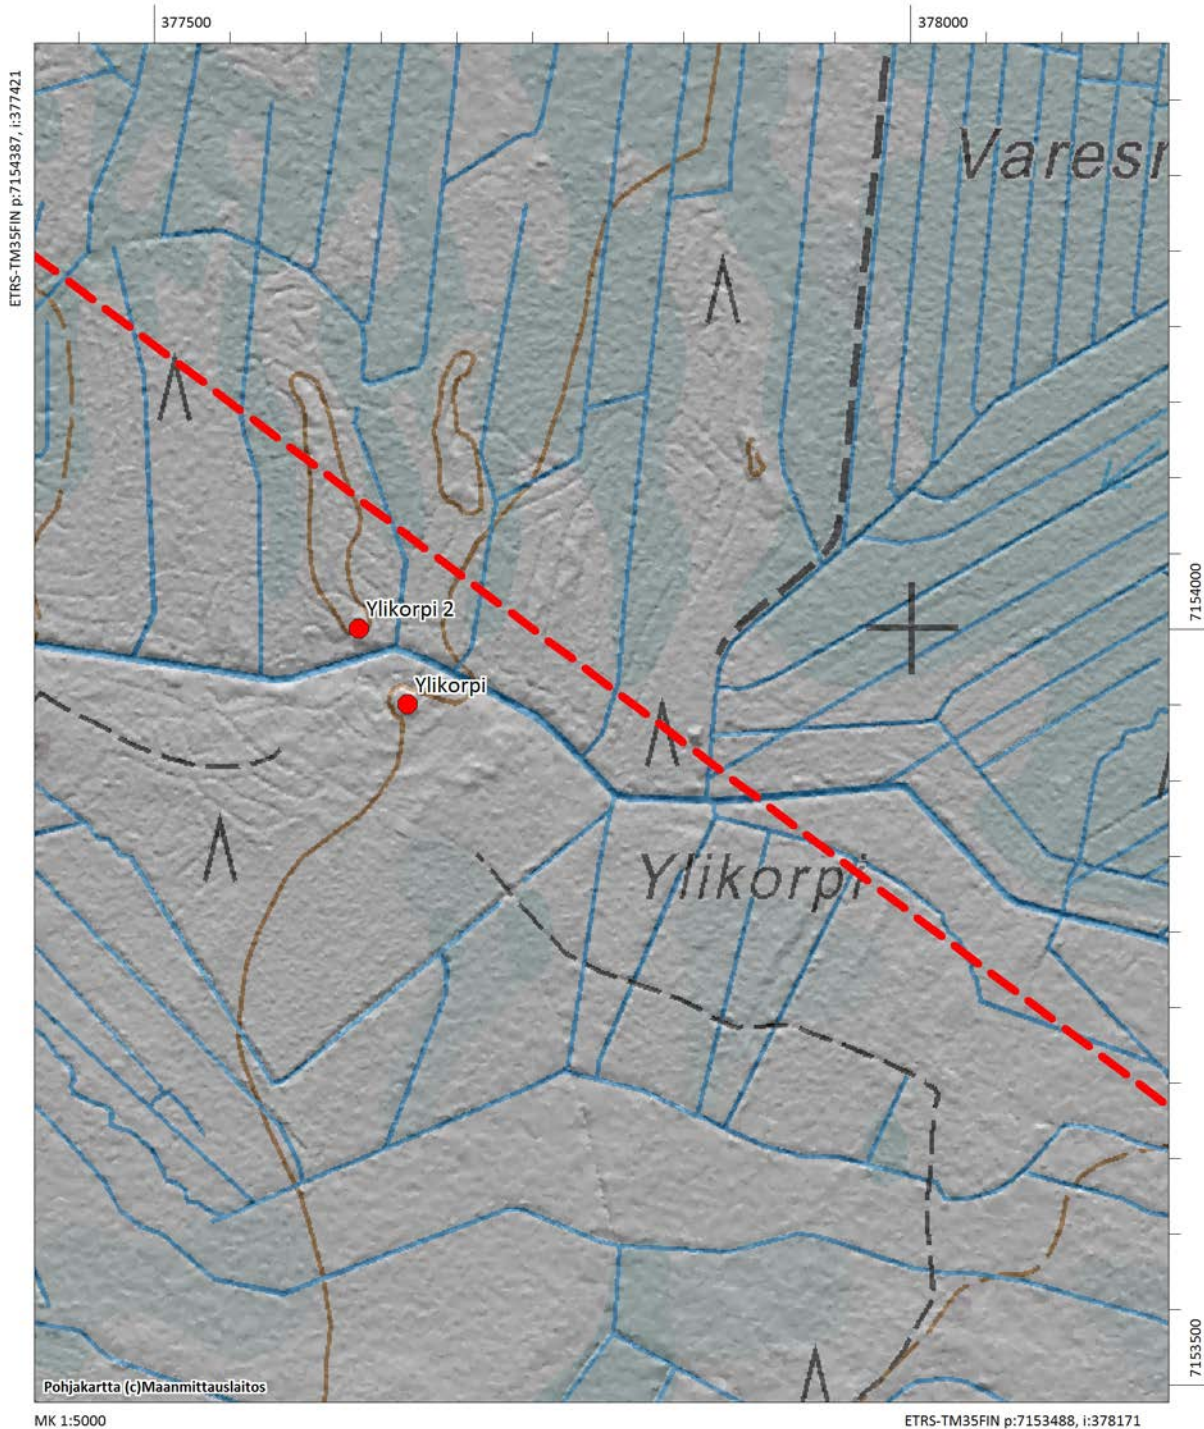 377500
378000
ETRS-TM35FIN p:7154387, i:377421
Varesr
Ylikorpi 2
7154000
Ylikorpi
Ylikorpi
7153500
Pohjakartta (c)Maanmittauslaitos
MK 1:5000
ETRS-TM35FIN p:7153488, i:378171